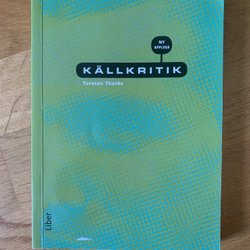 NY
UPPLAGA
KÄLLKRITIK
Torsten Thurén
Liber